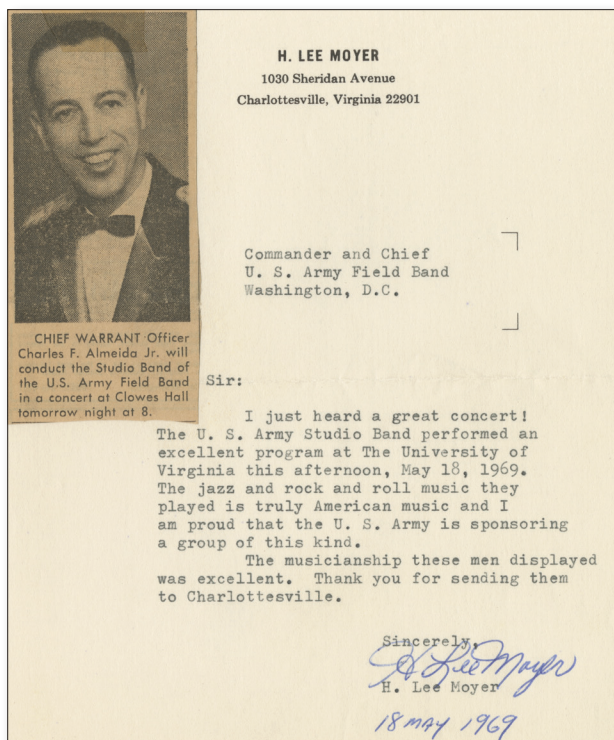 H. LEE MOYER
1030 Sheridan Avenue
Charlottesville, Virginia 22901
Commander and Chief
U. S. Army Field Band
Washington, D.C.
CHIEF WARRANT Officer
Charles F. Almeida Jr. will
conduct the Studio Band of
the U.S. Army Field Band
in a concert at Clowes Hall
tomorrow night at 8.
Sir:
I just heard a great concert!
The U. S. Army Studio Band performed an
excellent program at The University of
Virginia this afternoon, May 18, 1969.
The jazz and rock and roll music they
played is truly American music and I
am proud that the U. S. Army is sponsoring
a group of this kind.
The musicianship these men displayed
was excellent. Thank you for sending them
to Charlottesville.
Sincerely,
H Lee Moyer
H. Lee Moyer
18 MAY 1969